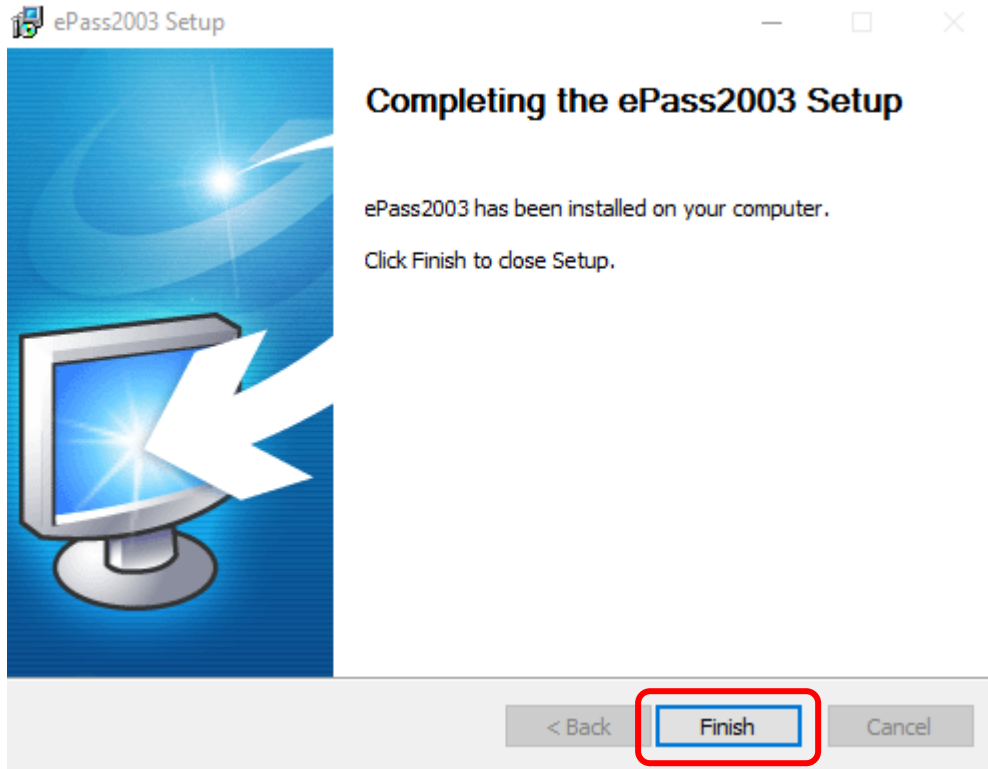 ePass2003 Setup
Completing the ePass2003 Setup
ePass2003 has been installed on your computer.
Click Finish to close Setup.
< Back
Finish
Cancel